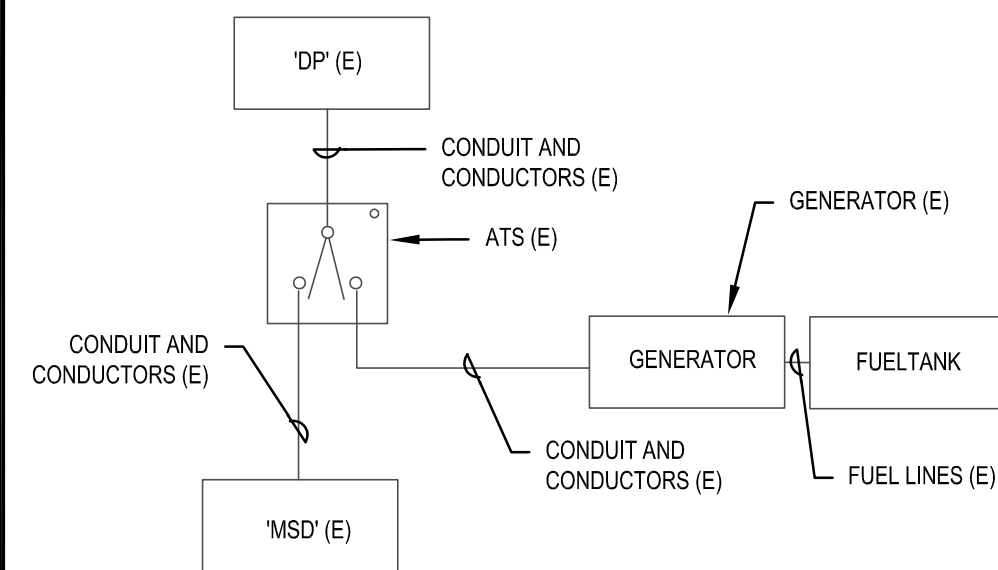 'DP' (E)
CONDUIT AND
CONDUCTORS (E)
GENERATOR (E)
ATS (E)
CONDUIT AND
CONDUCTORS (E)
GENERATOR
FUELTANK
CONDUIT AND
CONDUCTORS (E)
FUEL LINES (E)
'MSD' (E)